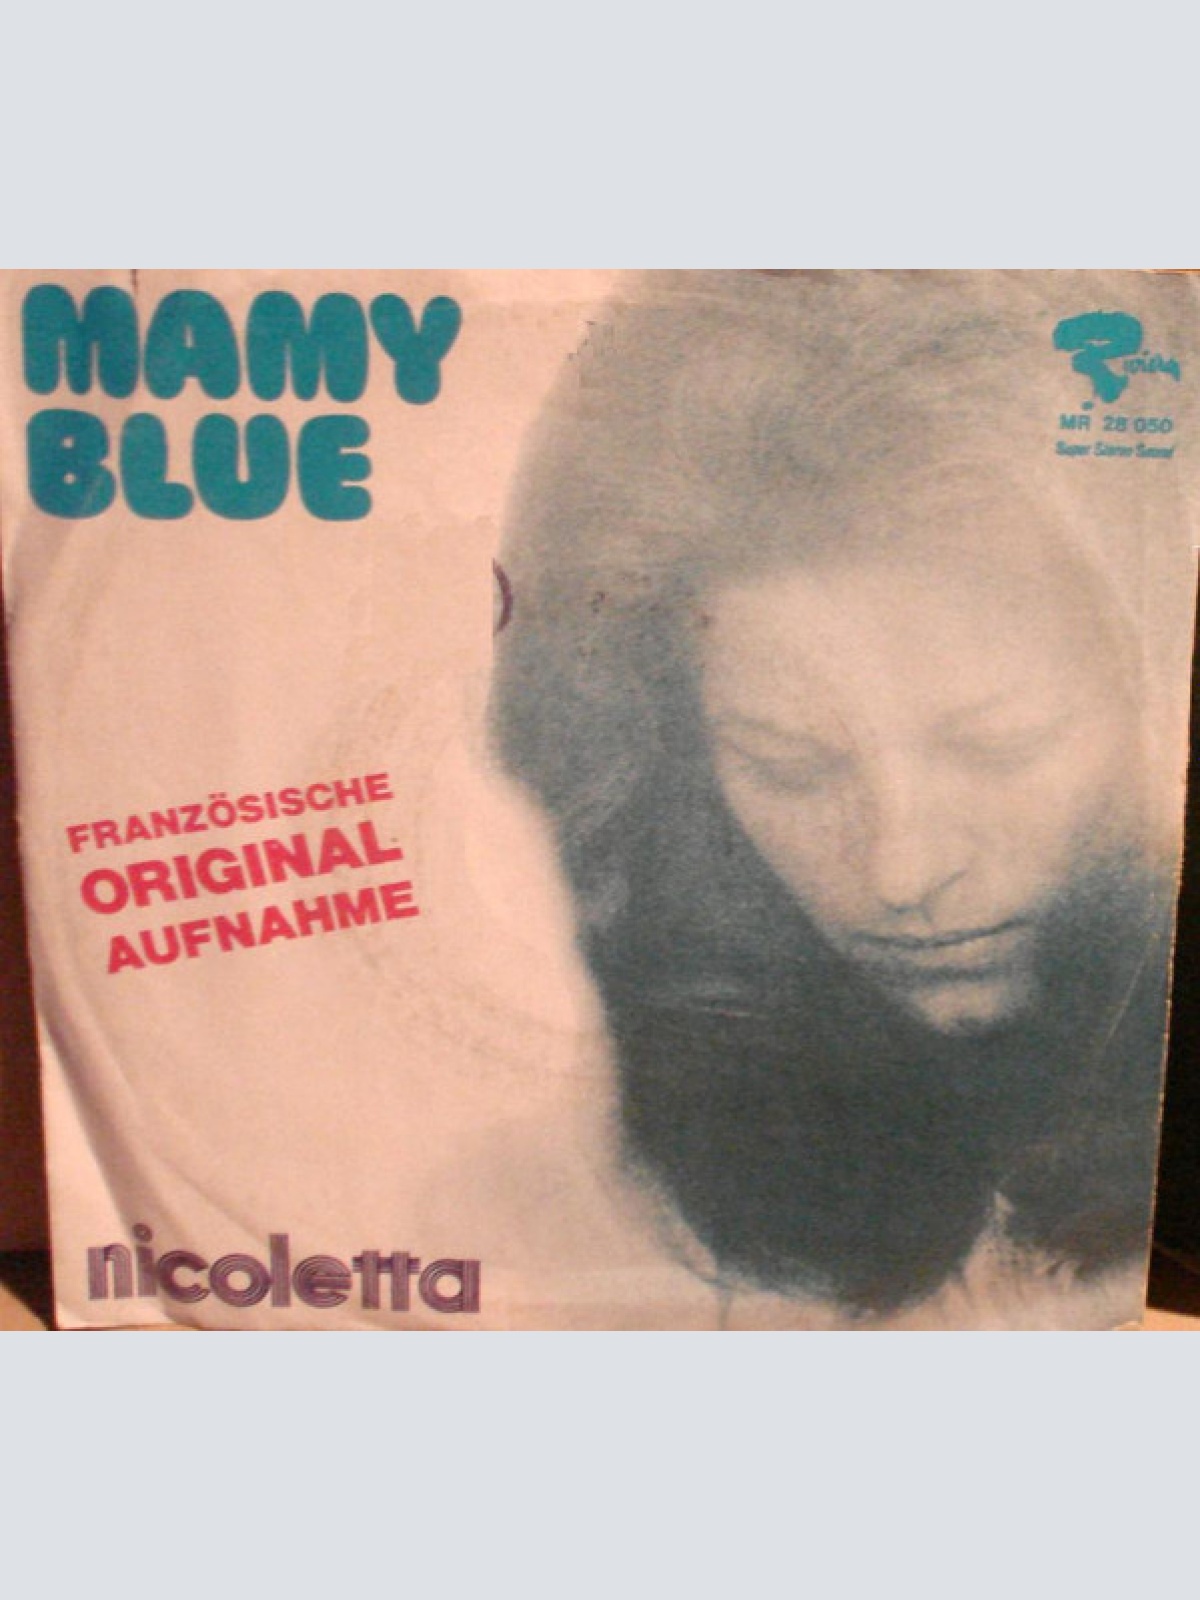 MAMY
BLUE
Riviera
MR 28 050
Super Stereo Sound
FRANZÖSISCHE
ORIGINAL
AUFNAHME
nicoletta